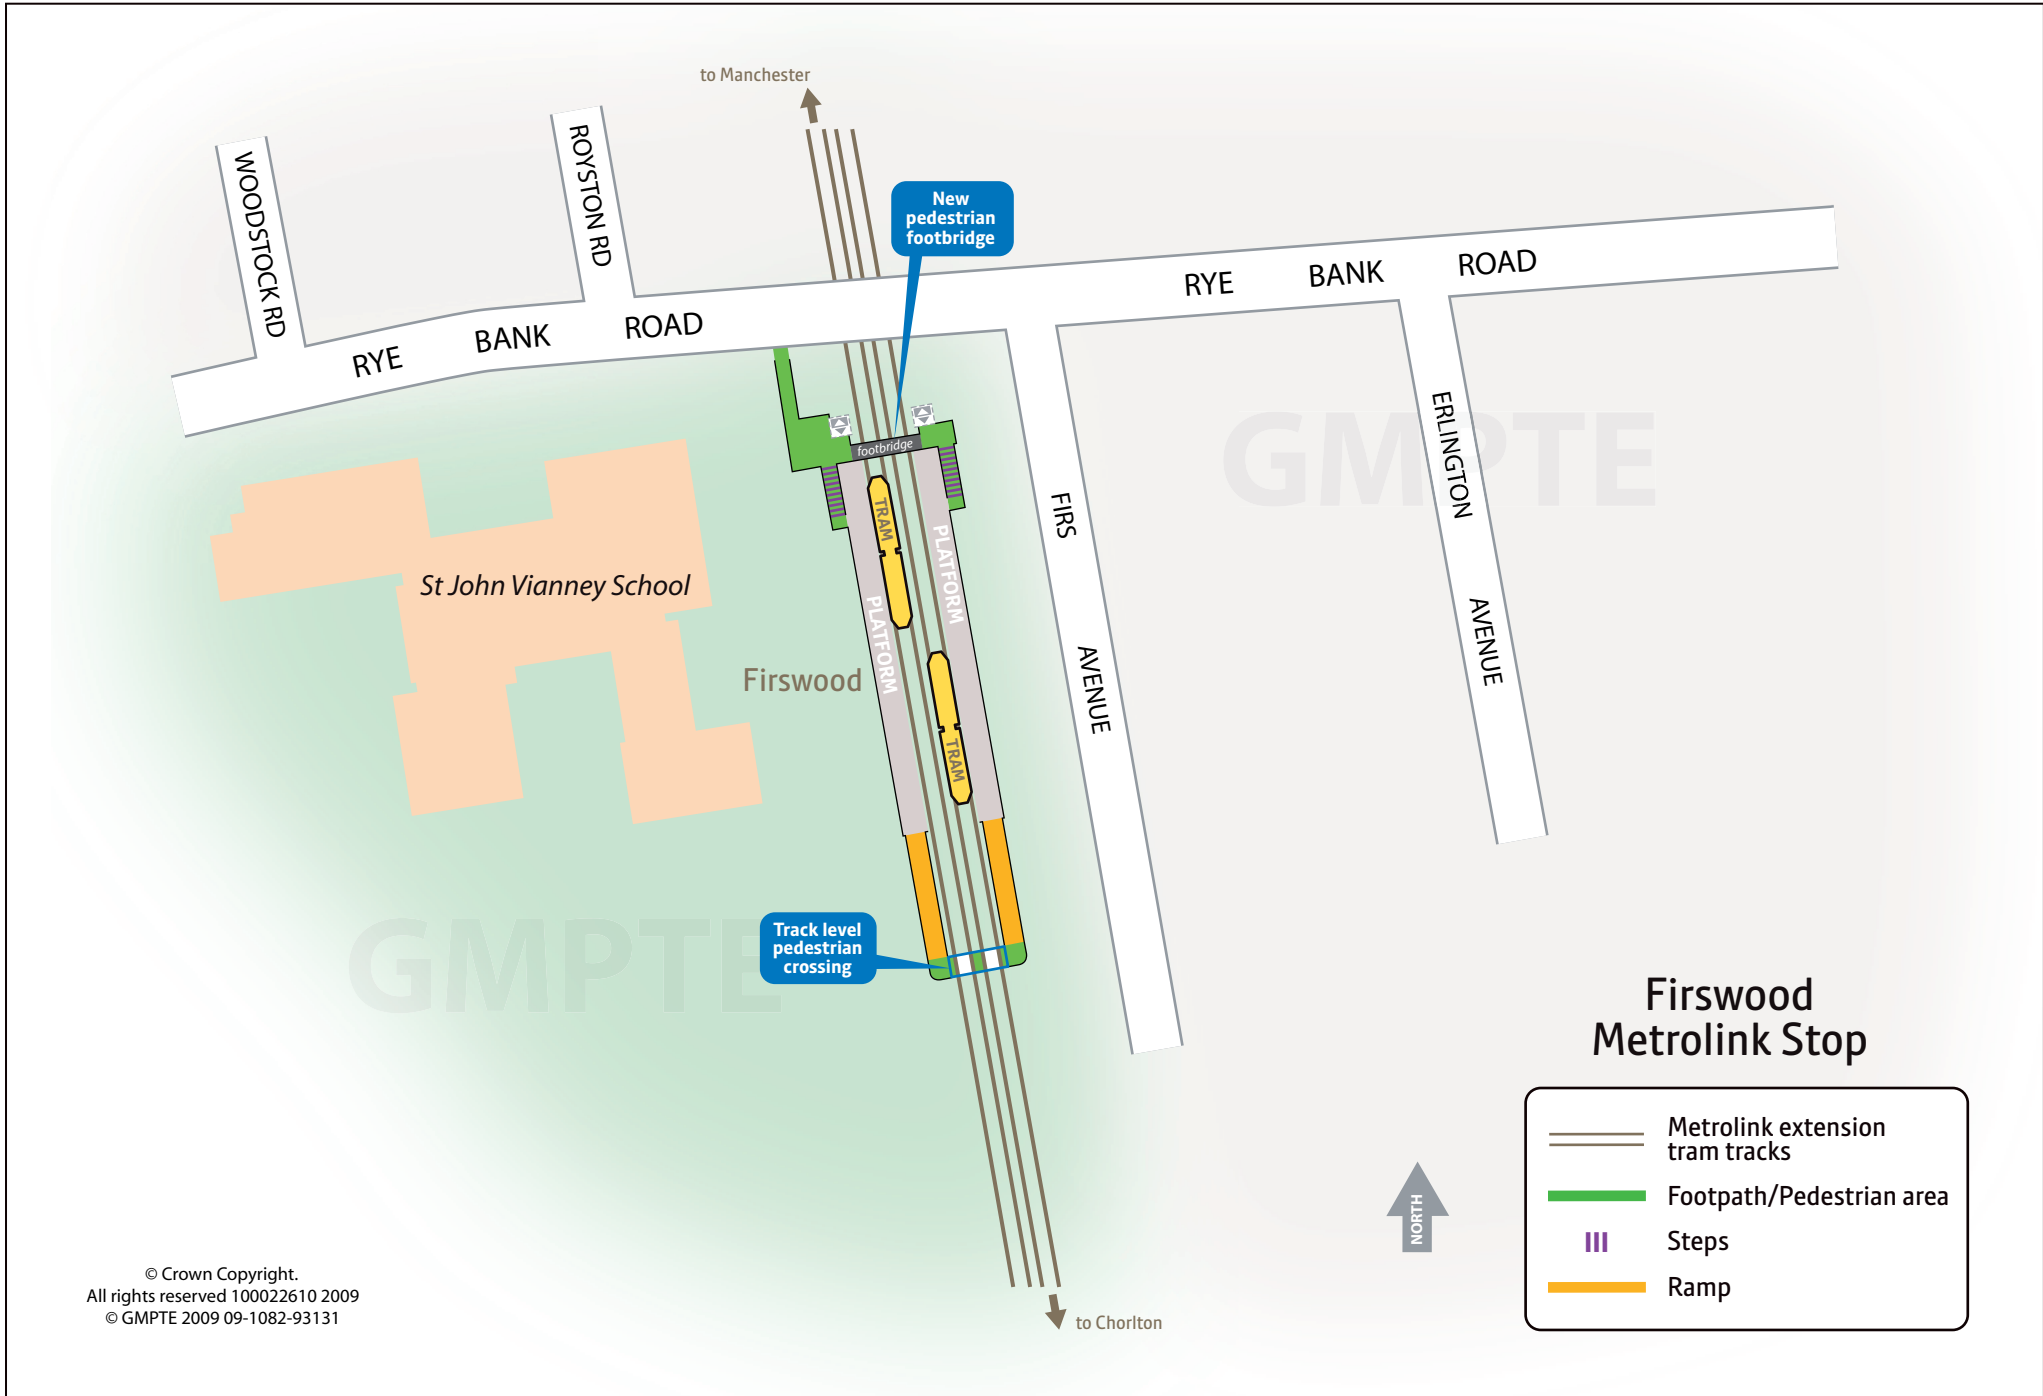 to Manchester
WOODSTOCK RD
ROYSTON RD
New
pedestrian
footbridge
RYE BANK ROAD
RYE BANK ROAD
footbridge
TRAM
PLATFORM
PLATFORM
TRAM
FIRS AVENUE
ERLINGTON AVENUE
GMPTE
St John Vianney School
Firswood
GMPTE
Track level
pedestrian
crossing
to Chorlton
Firswood
Metrolink Stop
Metrolink extension
tram tracks
Footpath/Pedestrian area
Steps
Ramp
NORTH
© Crown Copyright.
All rights reserved 100022610 2009
© GMPTE 2009 09-1082-93131